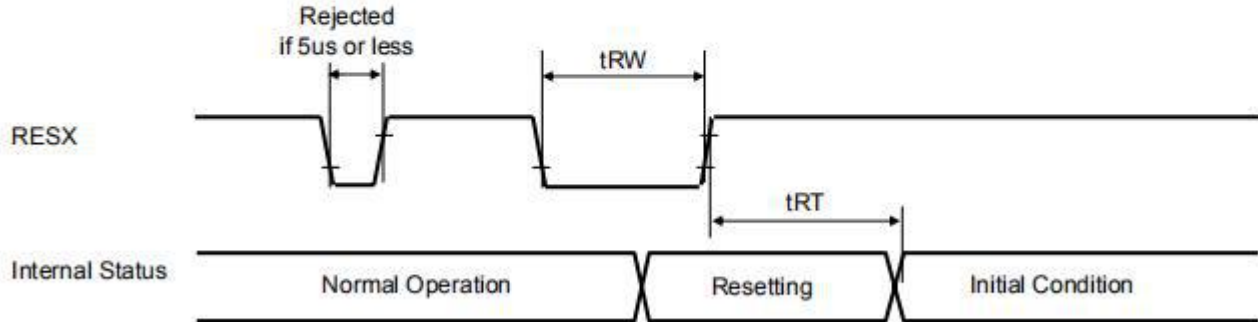 Rejected
if 5us or less
tRW
RESX
tRT
Internal Status
Normal Operation
Resetting
Initial Condition